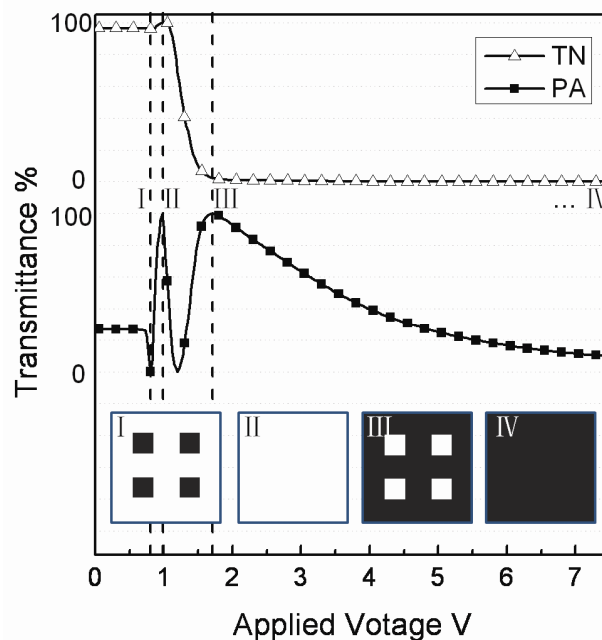 100
TN
PA
0
I II III ... IV
100
0
I II III IV
0 1 2 3 4 5 6 7
Transmittance %
Applied Votage V